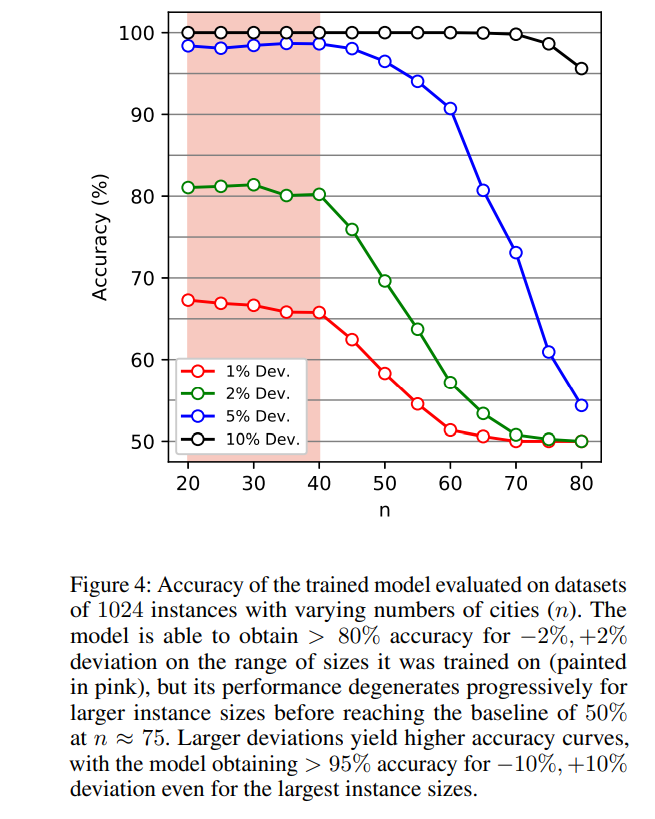 100
90
80
70
60
50
Accuracy (%)
1% Dev.
2% Dev.
5% Dev.
10% Dev.
20 30 40 50 60 70 80
n
Figure 4: Accuracy of the trained model evaluated on datasets
of 1024 instances with varying numbers of cities (n). The
model is able to obtain > 80% accuracy for −2%, +2%
deviation on the range of sizes it was trained on (painted
in pink), but its performance degenerates progressively for
larger instance sizes before reaching the baseline of 50%
at n ≈ 75. Larger deviations yield higher accuracy curves,
with the model obtaining > 95% accuracy for −10%, +10%
deviation even for the largest instance sizes.